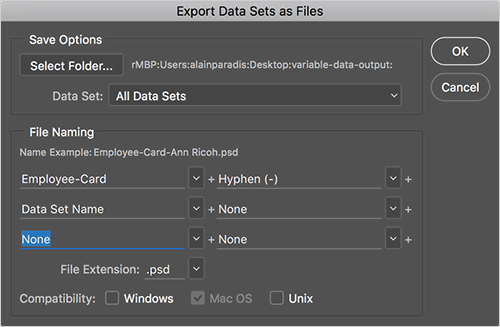 Export Data Sets as Files
Save Options
OK
Select Folder... rMBP:Users:alainparadis:Desktop:variable-data-output:
Cancel
Data Set: All Data Sets
File Naming
Name Example: Employee-Card-Ann Ricoh.psd
Employee-Card + Hyphen (-) +
Data Set Name + None +
None + None +
File Extension: .psd
Compatibility: Windows Mac OS Unix